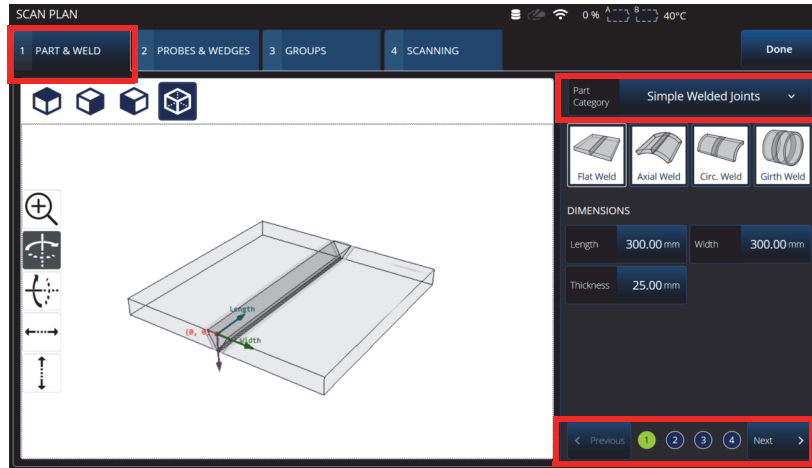 SCAN PLAN
0 % A B 40°C
1 PART & WELD 2 PROBES & WEDGES 3 GROUPS 4 SCANNING Done
Part Category Simple Welded Joints
Flat Weld Axial Weld Circ. Weld Girth Weld
DIMENSIONS
Length 300.00 mm Width 300.00 mm
Thickness 25.00 mm
Length
(0, 0)
Width
< Previous 1 2 3 4 Next >